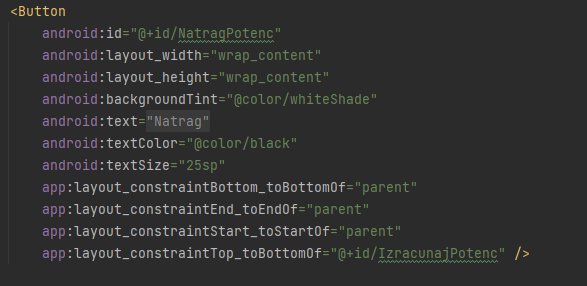 <Button
android:id="@+id/NatragPotenc"
android:layout_width="wrap_content"
android:layout_height="wrap_content"
android:backgroundTint="@color/whiteShade"
android:text="Natrag"
android:textColor="@color/black"
android:textSize="25sp"
app:layout_constraintBottom_toBottomOf="parent"
app:layout_constraintEnd_toEndOf="parent"
app:layout_constraintStart_toStartOf="parent"
app:layout_constraintTop_toBottomOf="@+id/IzracunajPotenc" />